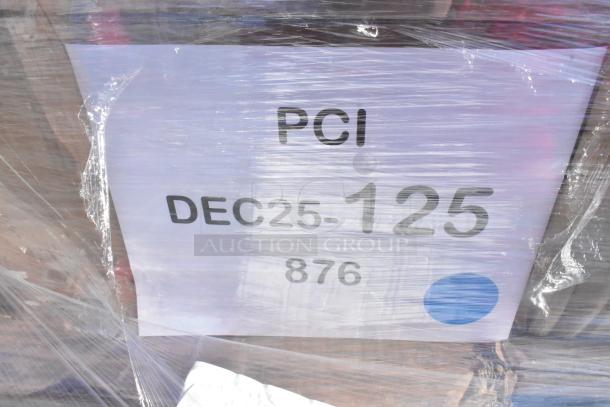 PCI
DEC25-125
AUCTION GROUP
876